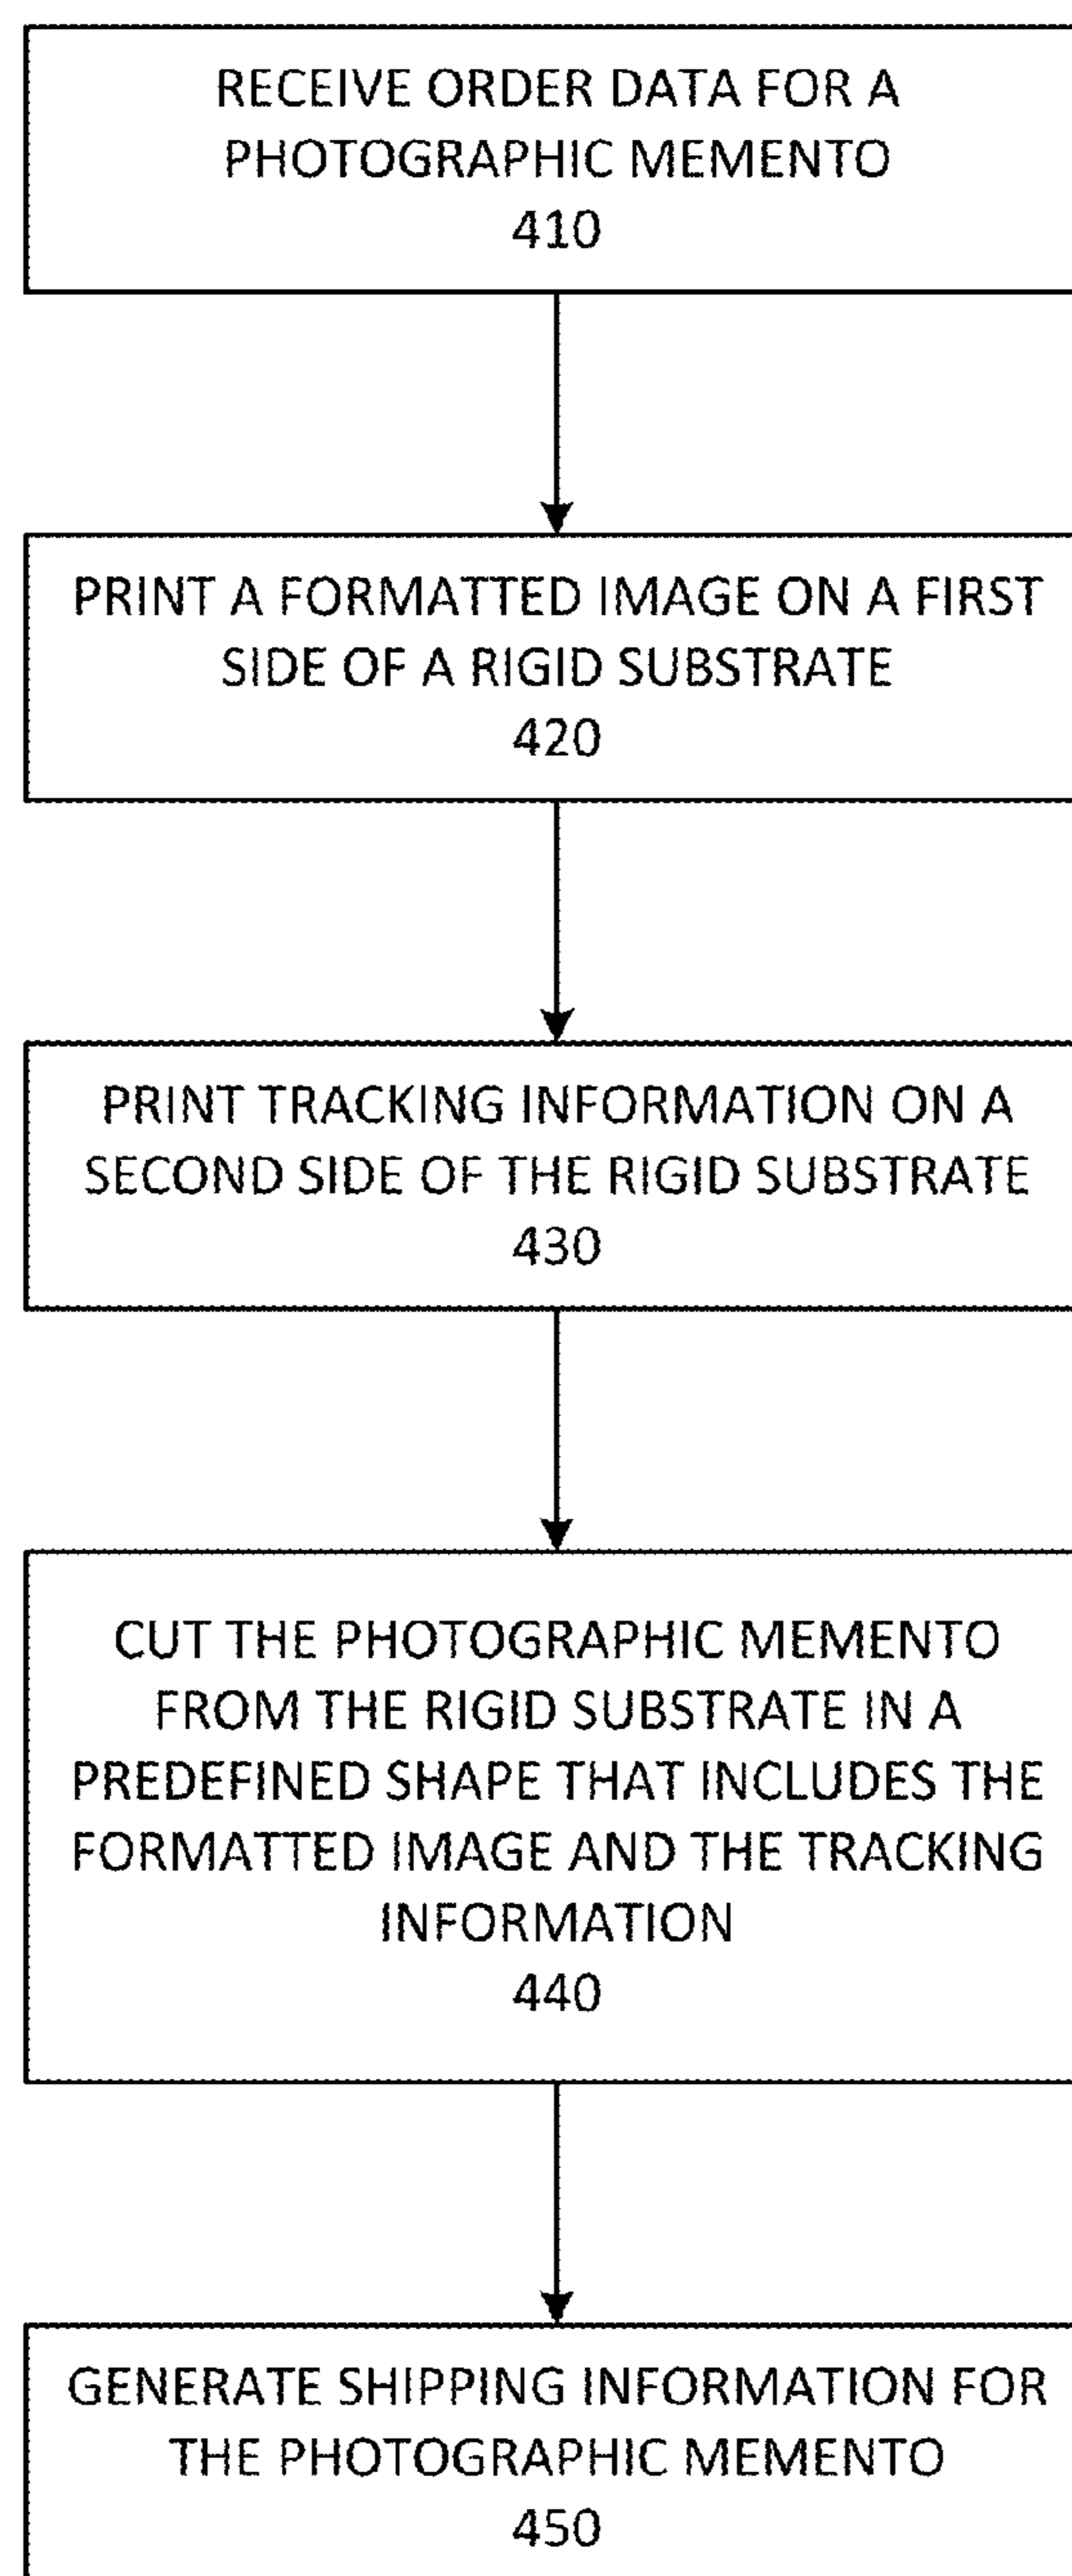 RECEIVE ORDER DATA FOR A
PHOTOGRAPHIC MEMENTO
410
PRINT A FORMATTED IMAGE ON A FIRST
SIDE OF A RIGID SUBSTRATE
420
PRINT TRACKING INFORMATION ON A
SECOND SIDE OF THE RIGID SUBSTRATE
430
CUT THE PHOTOGRAPHIC MEMENTO
FROM THE RIGID SUBSTRATE IN A
PREDEFINED SHAPE THAT INCLUDES THE
FORMATTED IMAGE AND THE TRACKING
INFORMATION
440
GENERATE SHIPPING INFORMATION FOR
THE PHOTOGRAPHIC MEMENTO
450